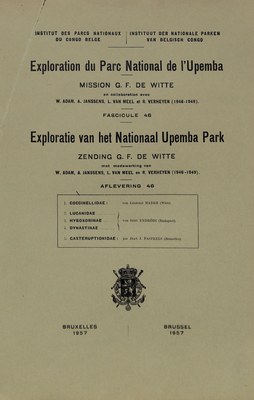 INSTITUT DES PARCS NATIONAUX DU CONGO BELGE
INSTITUUT DER NATIONALE PARKEN VAN BELGISCH CONGO
Exploration du Parc National de l'Upemba
MISSION G. F. DE WITTE
en collaboration avec
W. ADAM, A. JANSSENS, L. VAN MEEL et R. VERHEYEN (1946-1949).
FASCICULE 46
Exploratie van het Nationaal Upemba Park
ZENDING G. F. DE WITTE
met medewerking van
W. ADAM, A. JANSSENS, L. VAN MEEL en R. VERHEYEN (1946-1949).
AFLEVERING 46
1. COCCINELLIDAE :
2. LUCANIDAE
3. HYBOSORIDAE
4. DYNASTINAE
5. GASTERUPTIONIDAE :
BRUXELLES
1957
BRUSSEL
1957